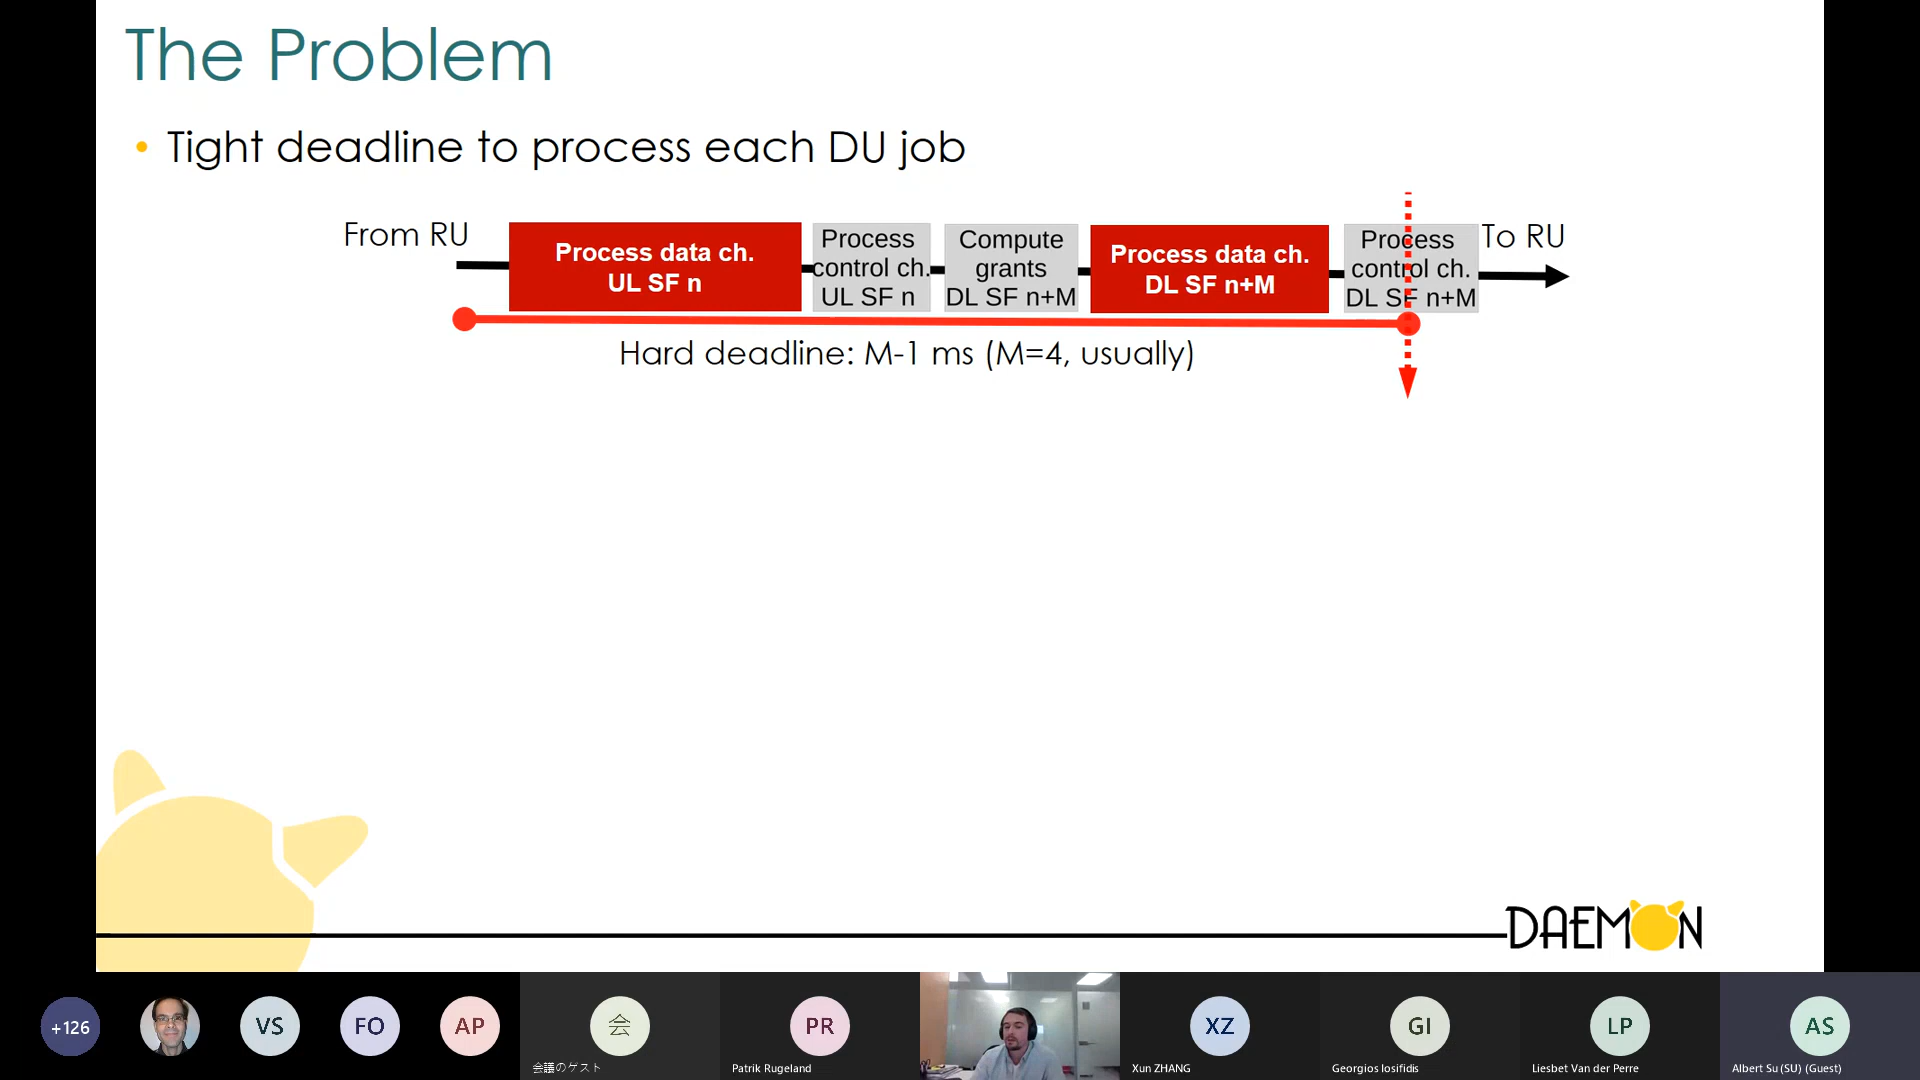 The Problem
• Tight deadline to process each DU job
From RU
Process data ch.
UL SF n
Process
control ch.
UL SF n
Compute
grants
DL SF n+M
Process data ch.
DL SF n+M
Process
control ch.
DL SF n+M
To RU
Hard deadline: M-1 ms (M=4, usually)
DAEMON
+126
VS
FO
AP
会
会議のゲスト
PR
Patrik Rugeland
XZ
Xun ZHANG
GI
Georgios Iosifidis
LP
Liesbet Van der Perre
AS
Albert Su (SU) (Guest)